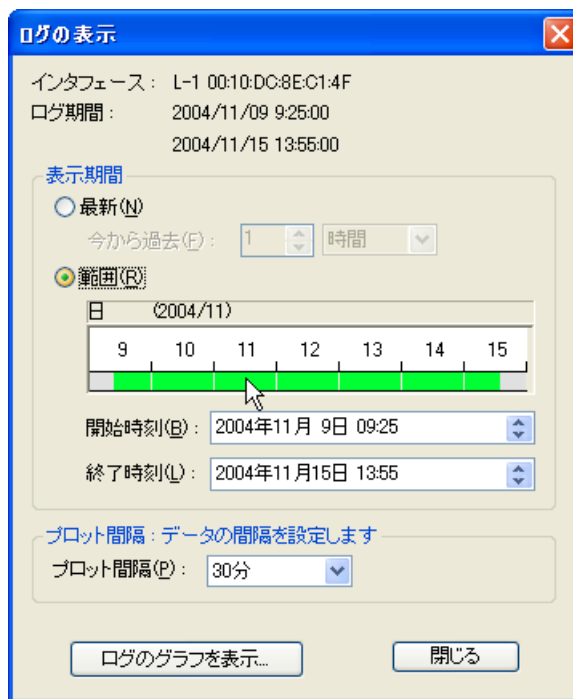 ログの表示
インタフェース： L-1 00:10:DC:8E:C1:4F
ログ期間： 2004/11/09 9:25:00
2004/11/15 13:55:00
表示期間
最新(N)
今から過去(F)： 1 時間
範囲(R)
日 (2004/11)
9 10 11 12 13 14 15
開始時刻(B)： 2004年11月 9日 09:25
終了時刻(L)： 2004年11月15日 13:55
プロット間隔：データの間隔を設定します
プロット間隔(P)： 30分
ログのグラフを表示... 閉じる